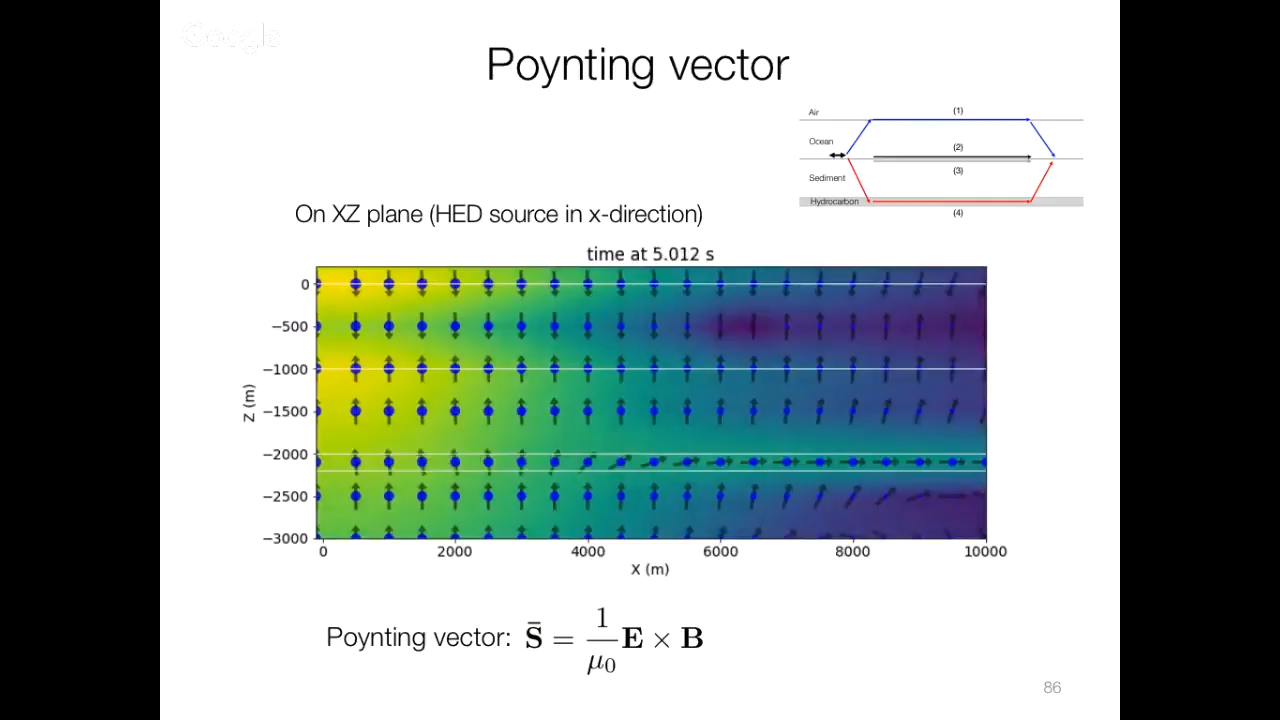 Google
Poynting vector
Air
(1)
Ocean
(2)
(3)
Sediment
Hydrocarbon
(4)
On XZ plane (HED source in x-direction)
time at 5.012 s
0
−500
−1000
−1500
−2000
−2500
−3000
Z (m)
0 2000 4000 6000 8000 10000
X (m)
Poynting vector: S̄ = 1/μ₀ E × B
86